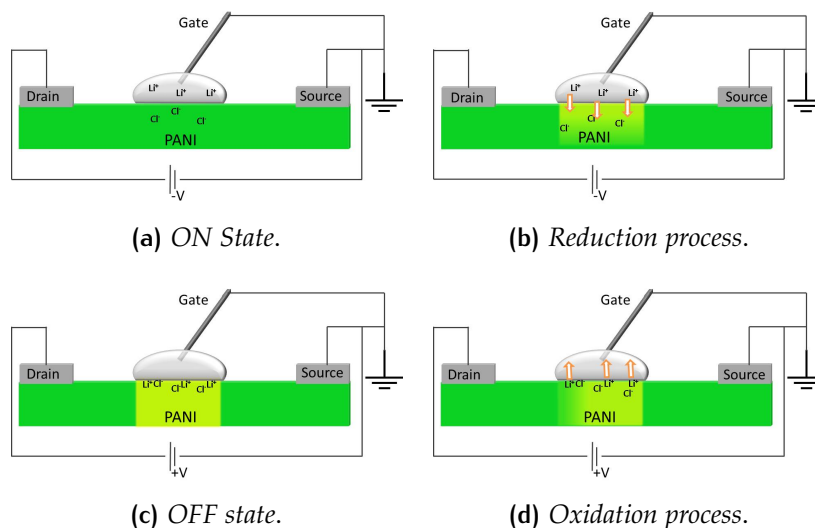 Gate
Li⁺ Li⁺ Li⁺
Drain
Source
Cl⁻
Cl⁻ Cl⁻
PANI
-V
(a) ON State.
Gate
Li⁺ Li⁺ Li⁺
Drain
Source
Cl⁻
Cl⁻ Cl⁻
PANI
-V
(b) Reduction process.
Gate
Drain
Source
Li⁺Cl⁻ Cl⁻Li⁺ Cl⁻Li⁺
PANI
+V
(c) OFF state.
Gate
Drain
Source
Li⁺Cl⁻ Cl⁻Li⁺ Li⁺
Cl⁻
PANI
+V
(d) Oxidation process.